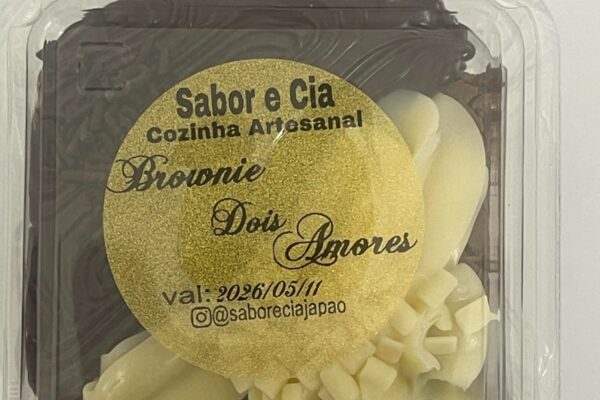 Sabor e Cia
Cozinha Artesanal
Brownie
Dois
Amores
val: 2026/05/11
@saboreciajapao